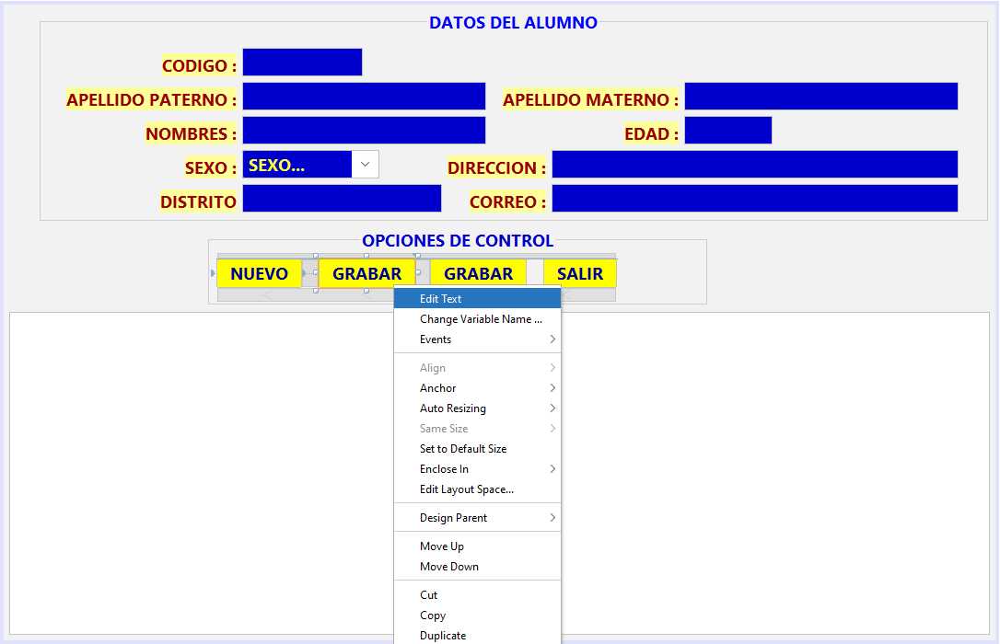 DATOS DEL ALUMNO
CODIGO :
APELLIDO PATERNO : APELLIDO MATERNO :
NOMBRES : EDAD :
SEXO : SEXO... DIRECCION :
DISTRITO CORREO :
OPCIONES DE CONTROL
NUEVO GRABAR GRABAR SALIR
Edit Text
Change Variable Name ...
Events
Align
Anchor
Auto Resizing
Same Size
Set to Default Size
Enclose In
Edit Layout Space...
Design Parent
Move Up
Move Down
Cut
Copy
Duplicate